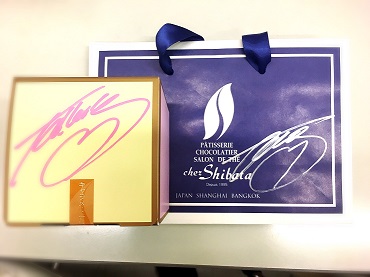 PÂTISSERIE
CHOCOLATIER
SALON DE THÉ
chez Shibata
Depuis 1995
JAPAN SHANGHAI BANGKOK